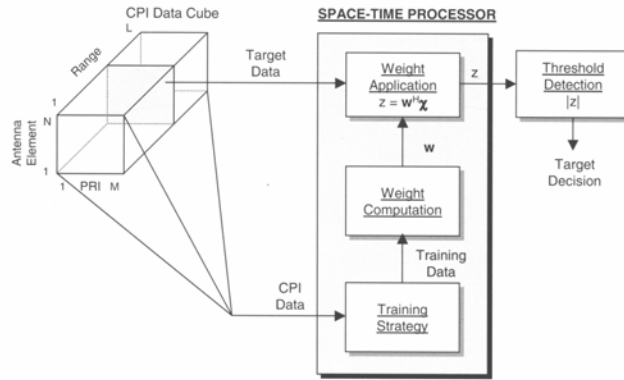 CPI Data Cube
L
Range
1
N
Antenna
Element
1
1 PRI M
Target
Data
CPI
Data
SPACE-TIME PROCESSOR
Weight
Application
z = wᴴχ
w
Weight
Computation
Training
Data
Training
Strategy
z
Threshold
Detection
|z|
Target
Decision